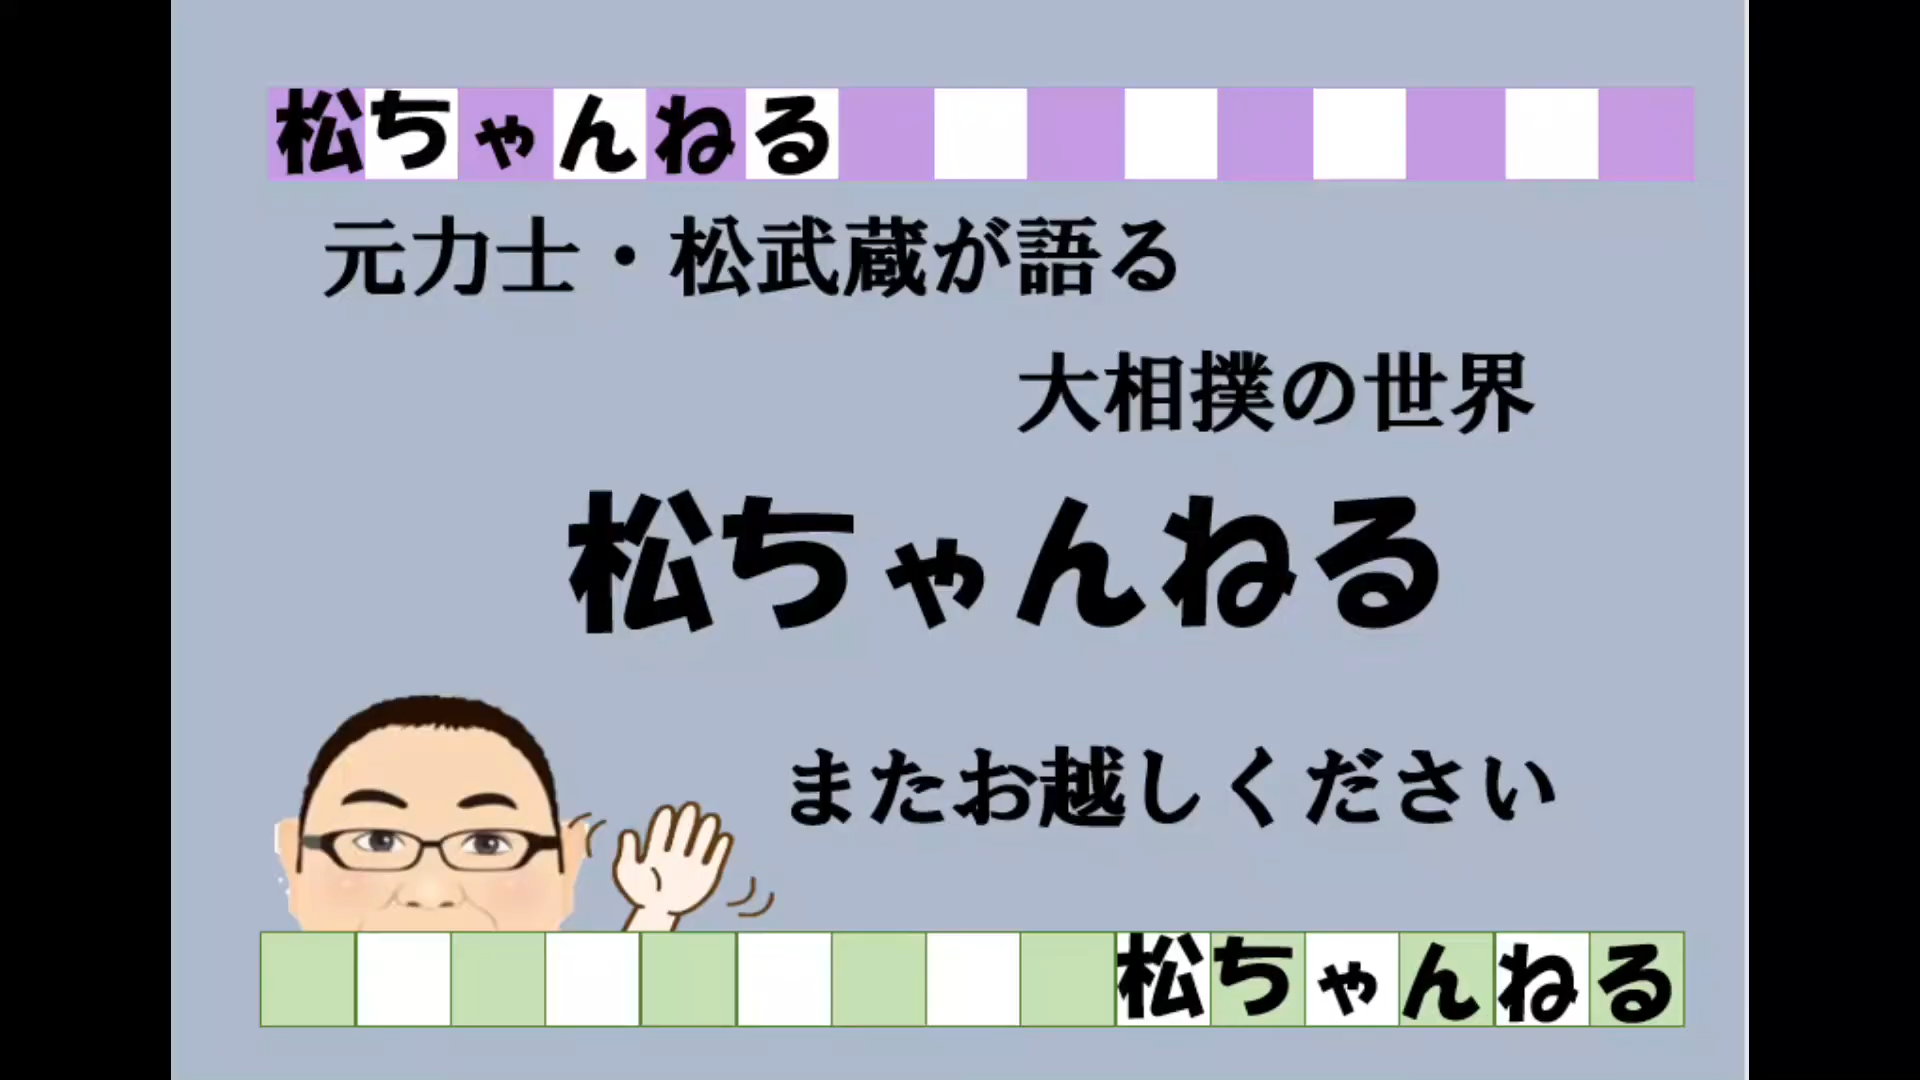 松ちゃんねる
元力士・松武蔵が語る
大相撲の世界
松ちゃんねる
またお越しください
松ちゃんねる